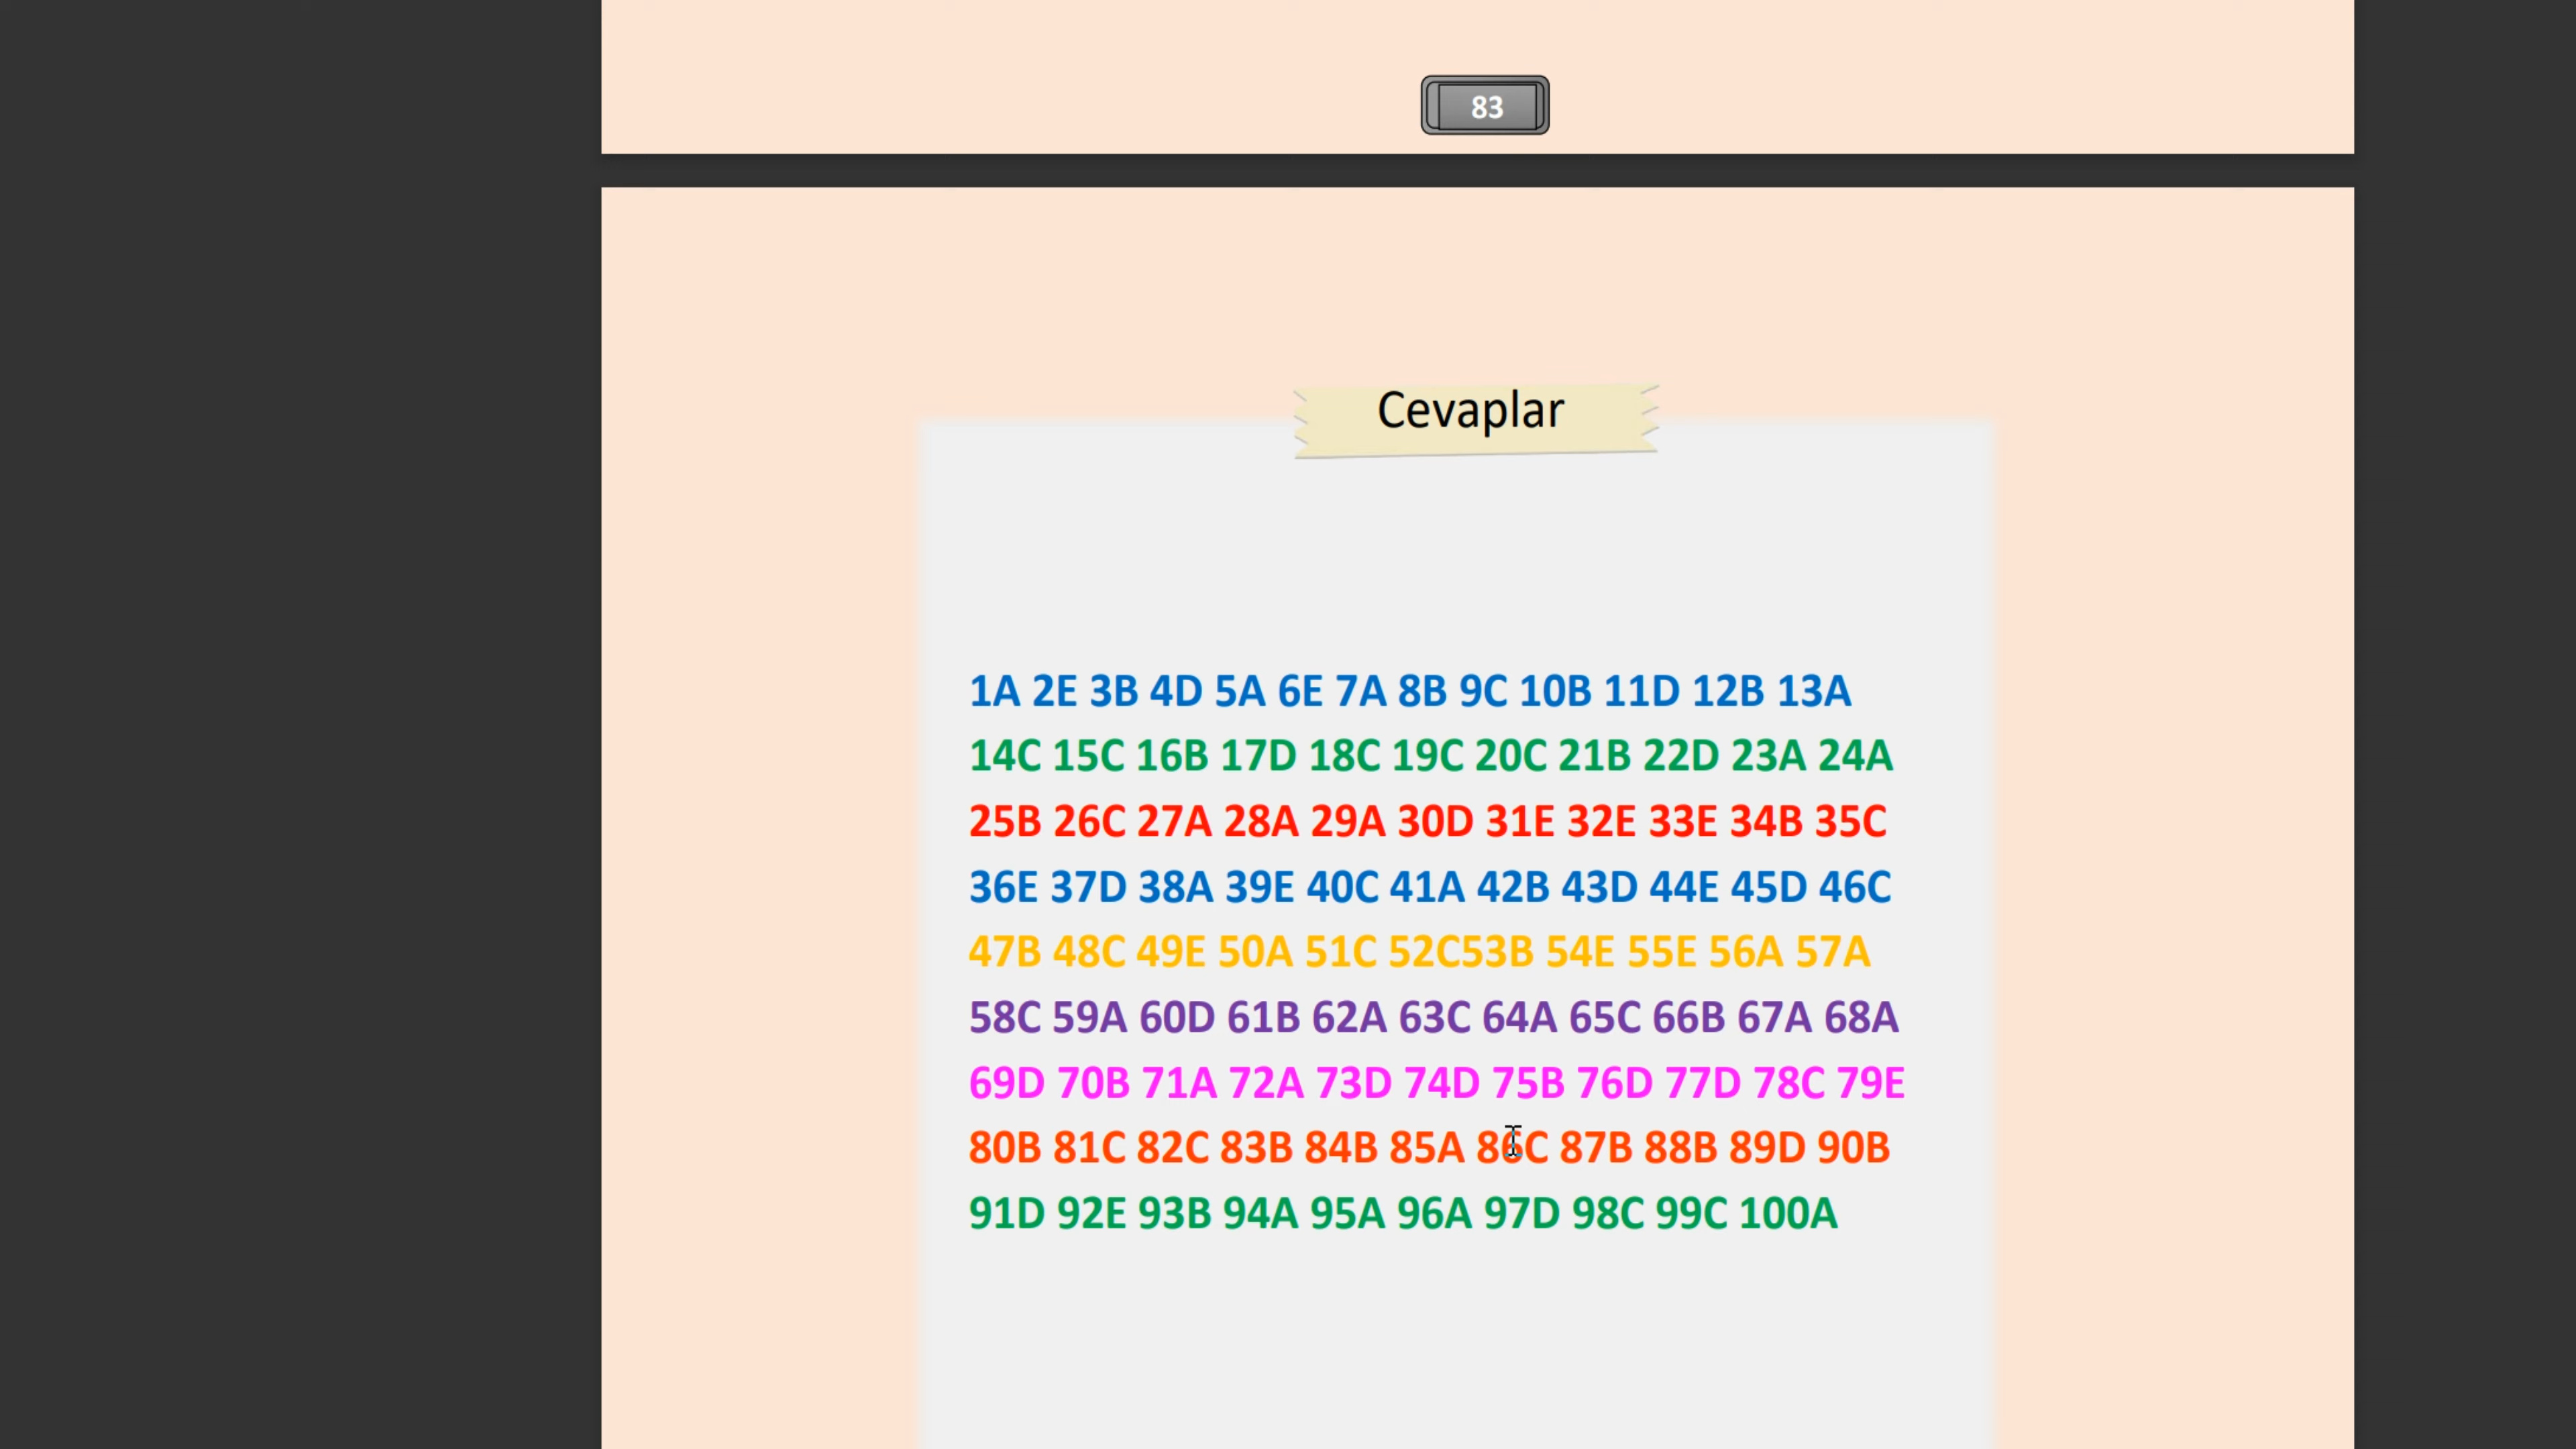 83
Cevaplar
1A 2E 3B 4D 5A 6E 7A 8B 9C 10B 11D 12B 13A
14C 15C 16B 17D 18C 19C 20C 21B 22D 23A 24A
25B 26C 27A 28A 29A 30D 31E 32E 33E 34B 35C
36E 37D 38A 39E 40C 41A 42B 43D 44E 45D 46C
47B 48C 49E 50A 51C 52C53B 54E 55E 56A 57A
58C 59A 60D 61B 62A 63C 64A 65C 66B 67A 68A
69D 70B 71A 72A 73D 74D 75B 76D 77D 78C 79E
80B 81C 82C 83B 84B 85A 86C 87B 88B 89D 90B
91D 92E 93B 94A 95A 96A 97D 98C 99C 100A